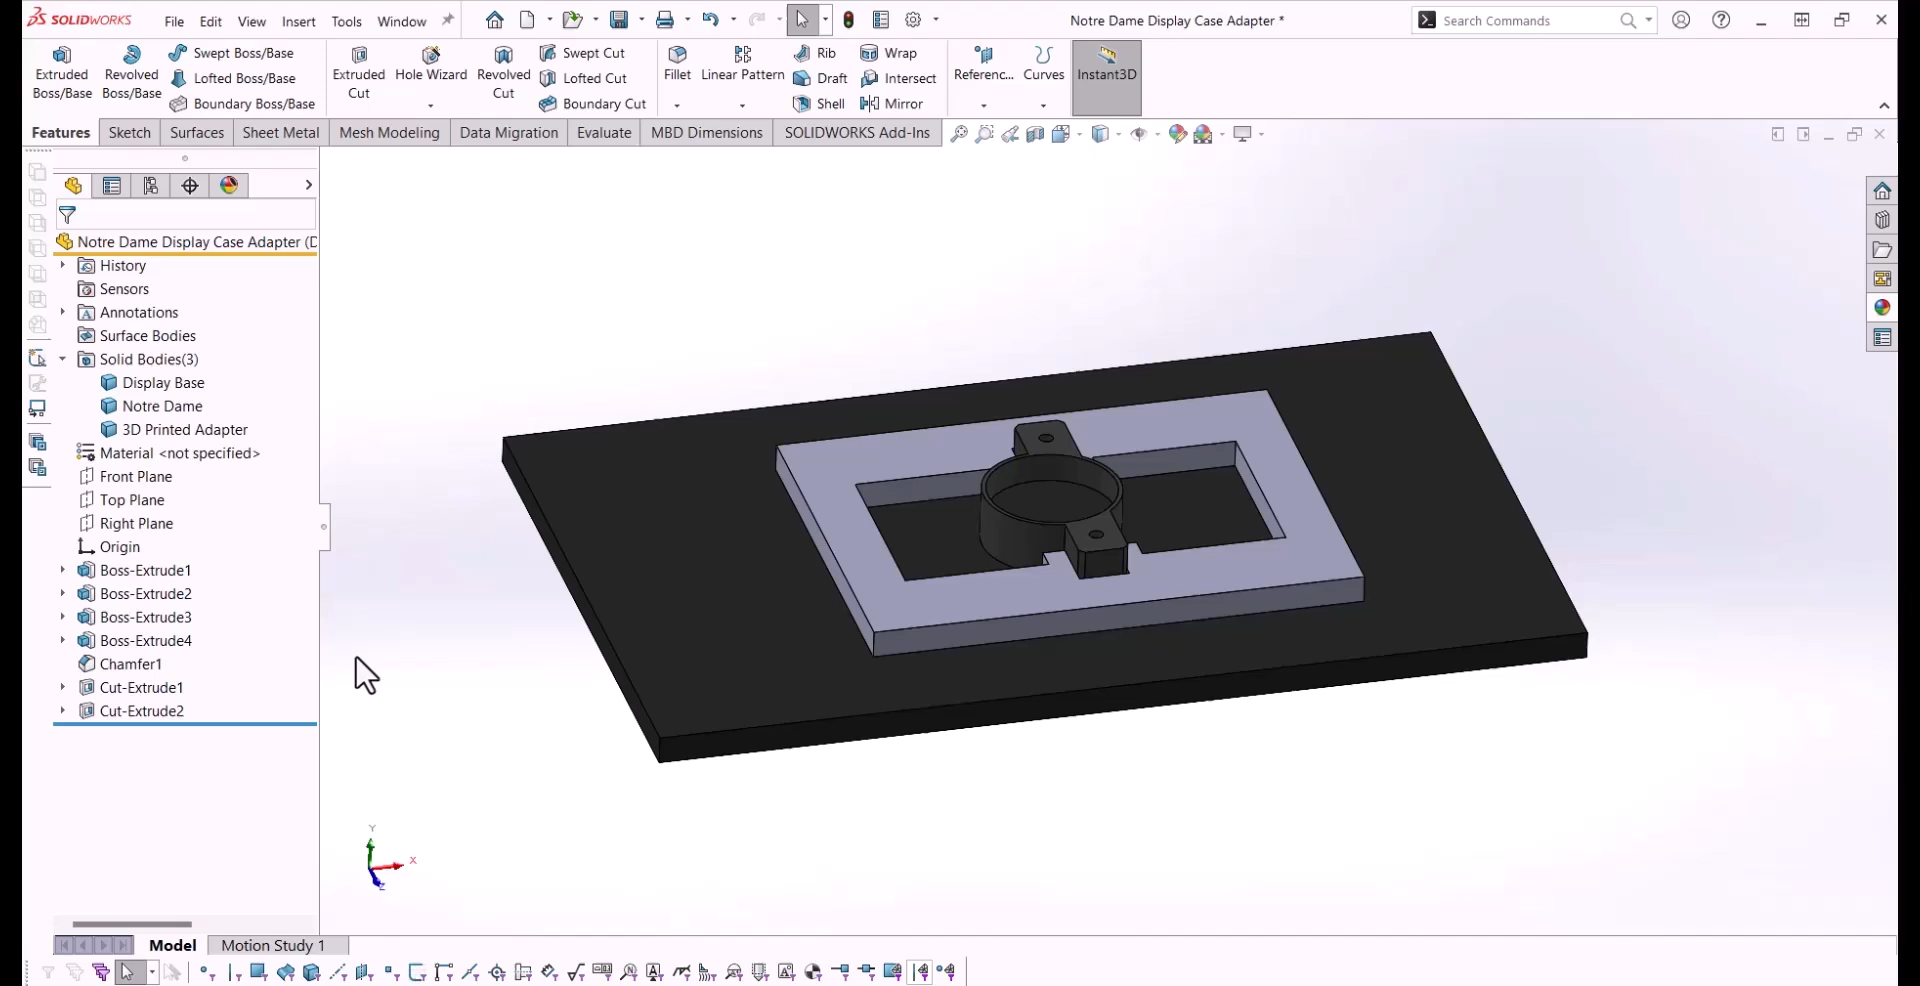 SOLIDWORKS File Edit View Insert Tools Window Notre Dame Display Case Adapter * Search Commands
Extruded Boss/Base
Revolved Boss/Base
Swept Boss/Base
Lofted Boss/Base
Boundary Boss/Base
Extruded Cut
Hole Wizard
Revolved Cut
Swept Cut
Lofted Cut
Boundary Cut
Fillet
Linear Pattern
Rib
Draft
Shell
Wrap
Intersect
Mirror
Referenc...
Curves
Instant3D
Features Sketch Surfaces Sheet Metal Mesh Modeling Data Migration Evaluate MBD Dimensions SOLIDWORKS Add-Ins
Notre Dame Display Case Adapter (D
History
Sensors
Annotations
Surface Bodies
Solid Bodies(3)
Display Base
Notre Dame
3D Printed Adapter
Material <not specified>
Front Plane
Top Plane
Right Plane
Origin
Boss-Extrude1
Boss-Extrude2
Boss-Extrude3
Boss-Extrude4
Chamfer1
Cut-Extrude1
Cut-Extrude2
Y
X
Z
Model Motion Study 1